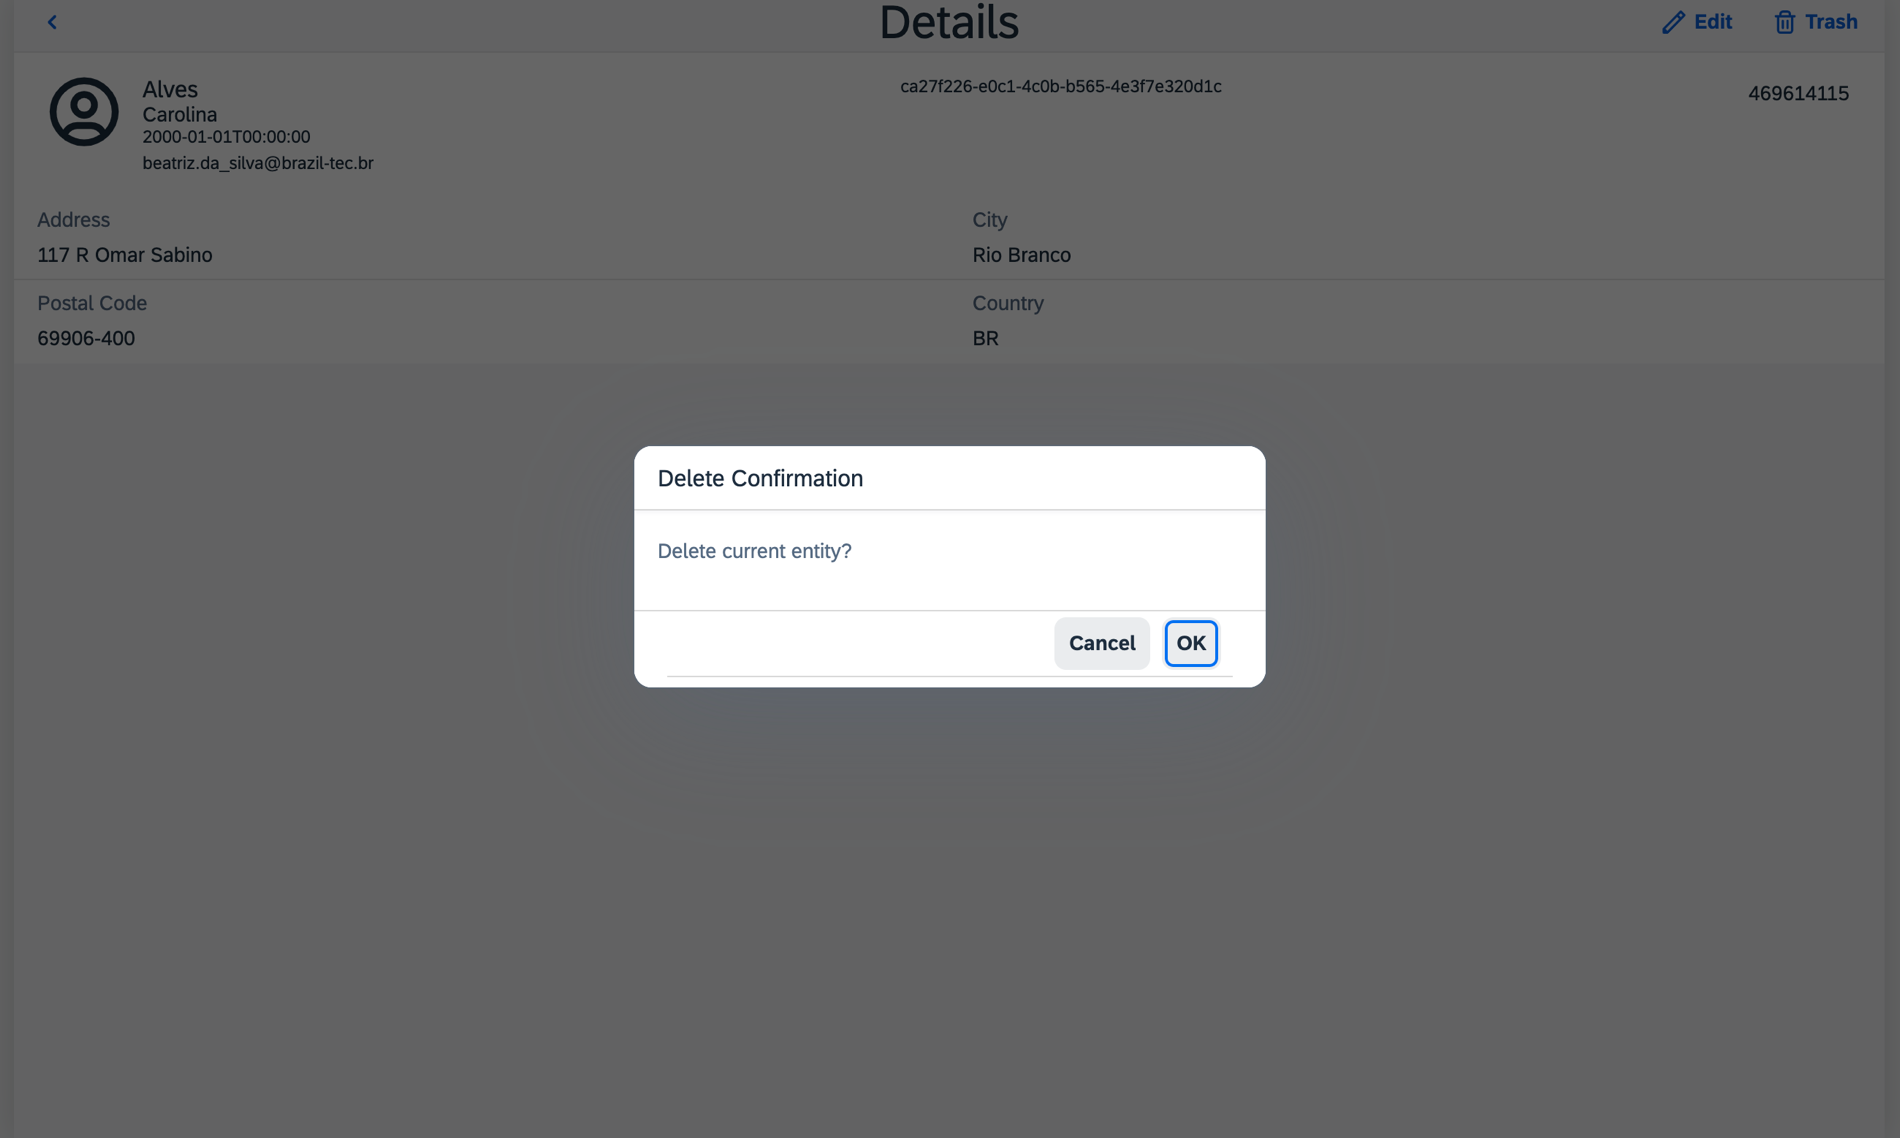 Details
Edit
Trash
Alves
Carolina
2000-01-01T00:00:00
beatriz.da_silva@brazil-tec.br
ca27f226-e0c1-4c0b-b565-4e3f7e320d1c
469614115
Address
117 R Omar Sabino
City
Rio Branco
Postal Code
69906-400
Country
BR
Delete Confirmation
Delete current entity?
Cancel
OK